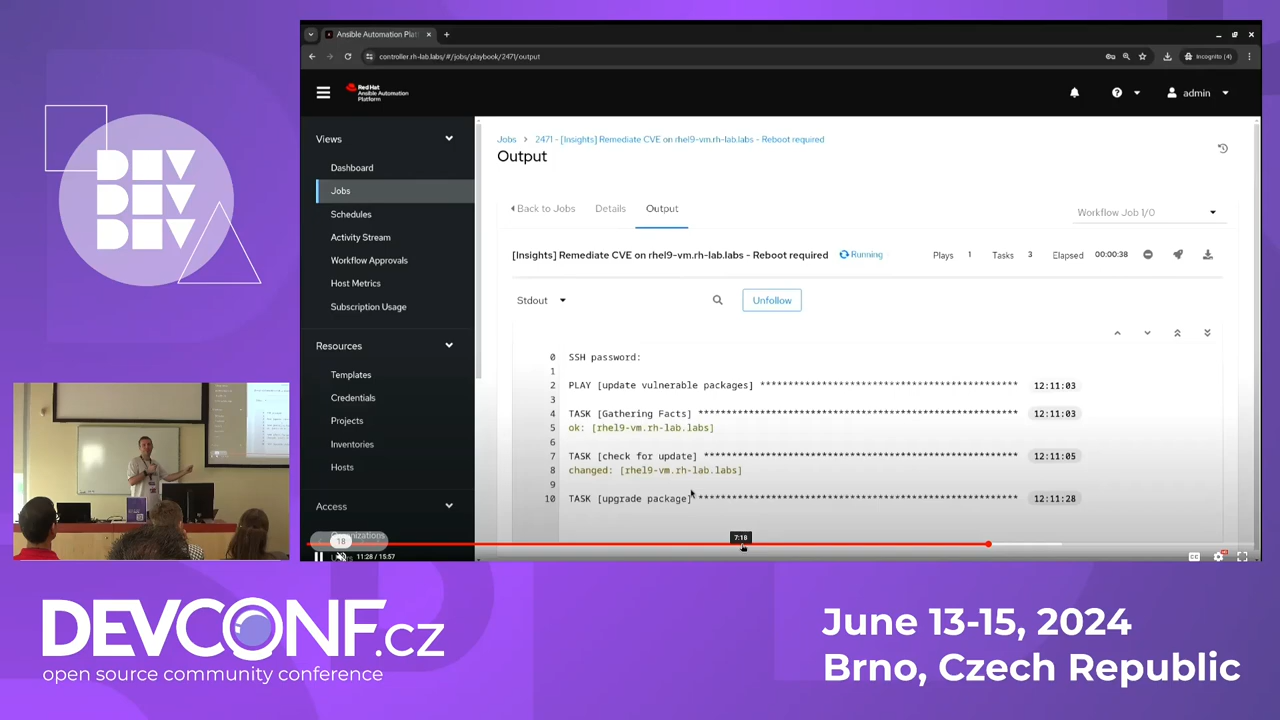 Ansible Automation Plat
controller.rh-lab.labs/#/jobs/playbook/2471/output
Incognito (4)
Red Hat
Ansible Automation
Platform
admin
Views
Dashboard
Jobs
Schedules
Activity Stream
Workflow Approvals
Host Metrics
Subscription Usage
Resources
Templates
Credentials
Projects
Inventories
Hosts
Access
Organizations
Jobs
2471 - [Insights] Remediate CVE on rhel9-vm.rh-lab.labs - Reboot required
Output
Back to Jobs
Details
Output
Workflow Job 1/0
[Insights] Remediate CVE on rhel9-vm.rh-lab.labs - Reboot required
Running
Plays 1
Tasks 3
Elapsed 00:00:38
Stdout
Unfollow
0 SSH password:
1
2 PLAY [update vulnerable packages] ********************************************** 12:11:03
3
4 TASK [Gathering Facts] ********************************************************* 12:11:03
5 ok: [rhel9-vm.rh-lab.labs]
6
7 TASK [check for update] ******************************************************** 12:11:05
8 changed: [rhel9-vm.rh-lab.labs]
9
10 TASK [upgrade package] ********************************************************* 12:11:28
18
7:18
11:28 / 15:57
CC
HD
DEV
DEV
DEV
DEVCONF.cz
open source community conference
June 13-15, 2024
Brno, Czech Republic